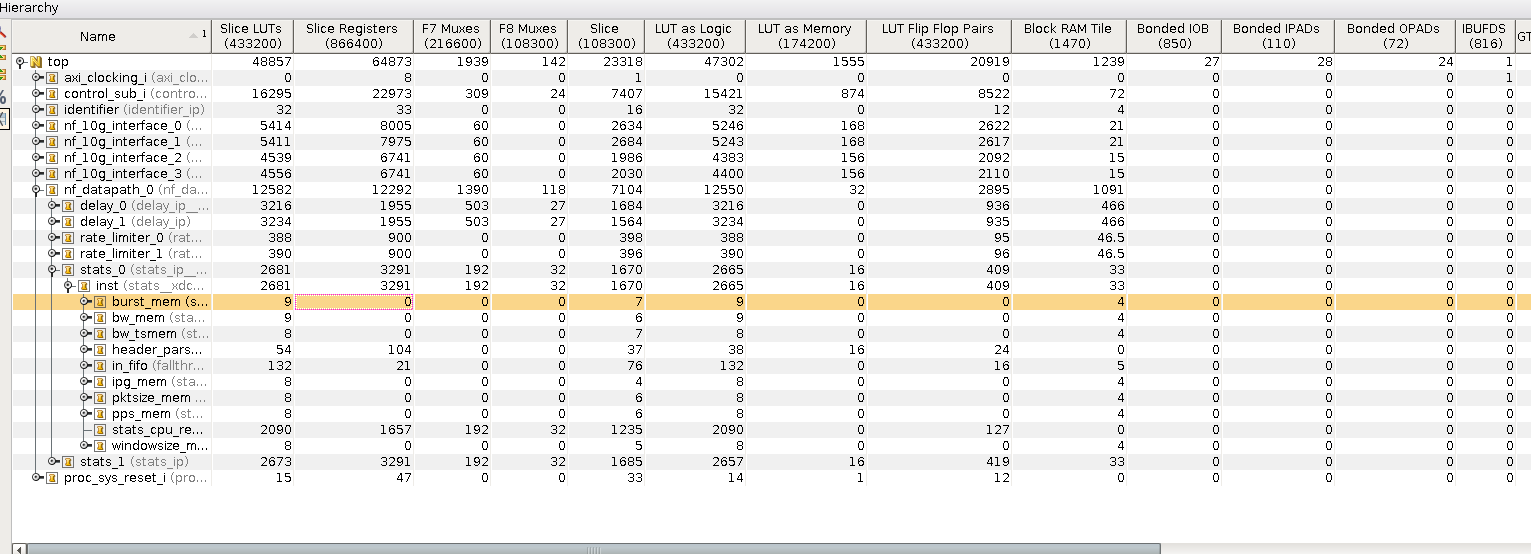 Hierarchy
Name 1 Slice LUTs (433200) Slice Registers (866400) F7 Muxes (216600) F8 Muxes (108300) Slice (108300) LUT as Logic (433200) LUT as Memory (174200) LUT Flip Flop Pairs (433200) Block RAM Tile (1470) Bonded IOB (850) Bonded IPADs (110) Bonded OPADs (72) IBUFDS (816) GT
top 48857 64873 1939 142 23318 47302 1555 20919 1239 27 28 24 1
axi_clocking_i (axi_clo... 0 8 0 0 1 0 0 0 0 0 0 0 1
control_sub_i (contro... 16295 22973 309 24 7407 15421 874 8522 72 0 0 0 0
identifier (identifier_ip) 32 33 0 0 16 32 0 12 4 0 0 0 0
nf_10g_interface_0 (... 5414 8005 60 0 2634 5246 168 2622 21 0 0 0 0
nf_10g_interface_1 (... 5411 7975 60 0 2684 5243 168 2617 21 0 0 0 0
nf_10g_interface_2 (... 4539 6741 60 0 1986 4383 156 2092 15 0 0 0 0
nf_10g_interface_3 (... 4556 6741 60 0 2030 4400 156 2110 15 0 0 0 0
nf_datapath_0 (nf_da... 12582 12292 1390 118 7104 12550 32 2895 1091 0 0 0 0
delay_0 (delay_ip__... 3216 1955 503 27 1684 3216 0 936 466 0 0 0 0
delay_1 (delay_ip) 3234 1955 503 27 1564 3234 0 935 466 0 0 0 0
rate_limiter_0 (rat... 388 900 0 0 398 388 0 95 46.5 0 0 0 0
rate_limiter_1 (rat... 390 900 0 0 396 390 0 96 46.5 0 0 0 0
stats_0 (stats_ip__... 2681 3291 192 32 1670 2665 16 409 33 0 0 0 0
inst (stats__xdc... 2681 3291 192 32 1670 2665 16 409 33 0 0 0 0
burst_mem (s... 9 0 0 0 7 9 0 0 4 0 0 0 0
bw_mem (sta... 9 0 0 0 6 9 0 0 4 0 0 0 0
bw_tsmem (st... 8 0 0 0 7 8 0 0 4 0 0 0 0
header_pars... 54 104 0 0 37 38 16 24 0 0 0 0 0
in_fifo (fallthr... 132 21 0 0 76 132 0 16 5 0 0 0 0
ipg_mem (sta... 8 0 0 0 4 8 0 0 4 0 0 0 0
pktsize_mem ... 8 0 0 0 6 8 0 0 4 0 0 0 0
pps_mem (st... 8 0 0 0 6 8 0 0 4 0 0 0 0
stats_cpu_re... 2090 1657 192 32 1235 2090 0 127 0 0 0 0 0
windowsize_m... 8 0 0 0 5 8 0 0 4 0 0 0 0
stats_1 (stats_ip) 2673 3291 192 32 1685 2657 16 419 33 0 0 0 0
proc_sys_reset_i (pro... 15 47 0 0 33 14 1 12 0 0 0 0 0